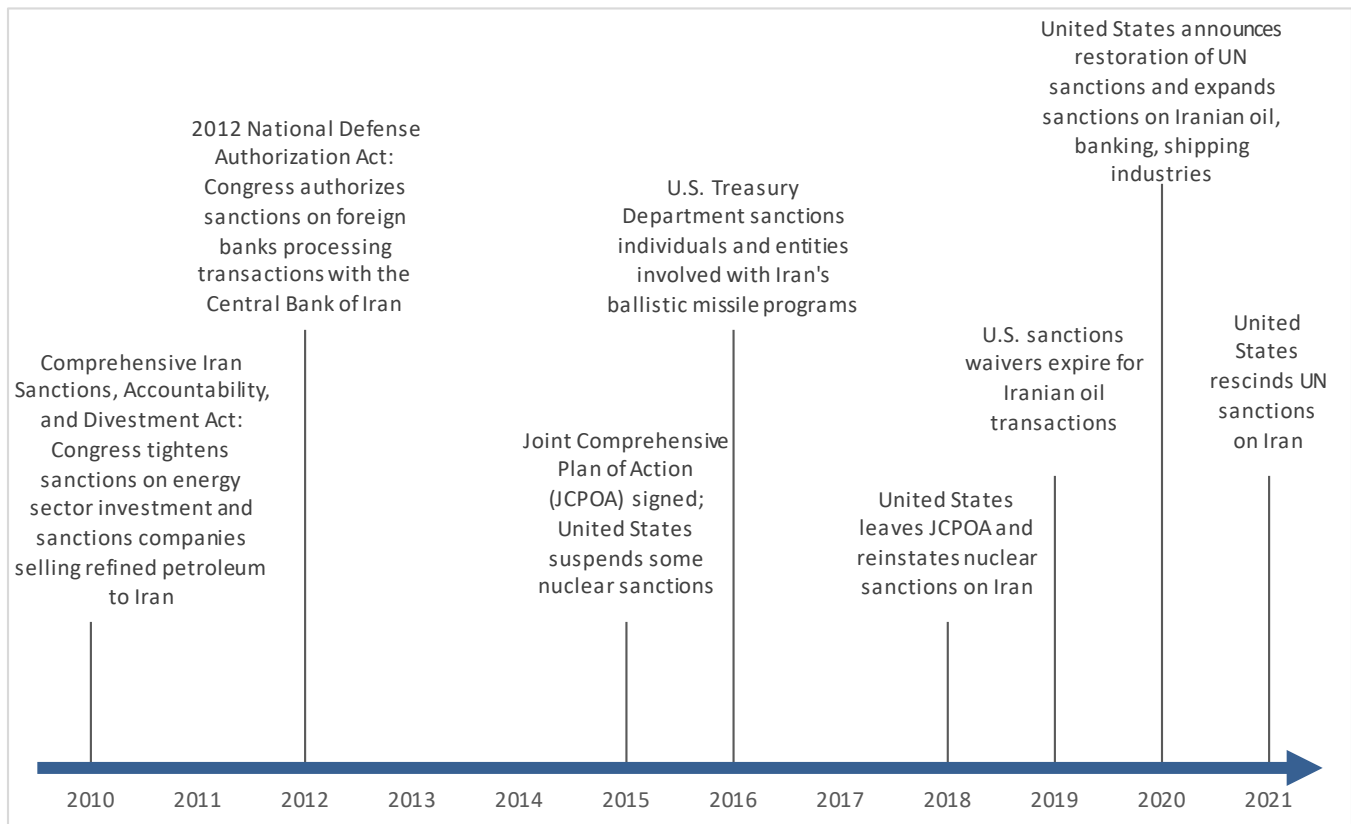 Comprehensive Iran
Sanctions, Accountability,
and Divestment Act:
Congress tightens
sanctions on energy
sector investment and
sanctions companies
selling refined petroleum
to Iran
2012 National Defense
Authorization Act:
Congress authorizes
sanctions on foreign
banks processing
transactions with the
Central Bank of Iran
Joint Comprehensive
Plan of Action
(JCPOA) signed;
United States
suspends some
nuclear sanctions
U.S. Treasury
Department sanctions
individuals and entities
involved with Iran's
ballistic missile programs
United States
leaves JCPOA and
reinstates nuclear
sanctions on Iran
U.S. sanctions
waivers expire for
Iranian oil
transactions
United States announces
restoration of UN
sanctions and expands
sanctions on Iranian oil,
banking, shipping
industries
United
States
rescinds UN
sanctions
on Iran
2010 2011 2012 2013 2014 2015 2016 2017 2018 2019 2020 2021